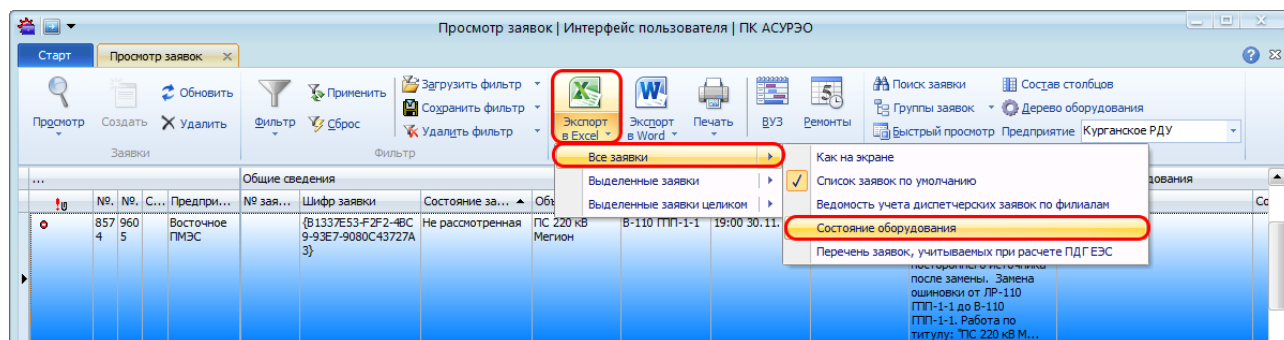 Просмотр заявок | Интерфейс пользователя | ПК АСУРЭО
Старт
Просмотр заявок
Просмотр
Создать
Обновить
Удалить
Заявки
Фильтр
Применить
Сброс
Загрузить фильтр
Сохранить фильтр
Удалить фильтр
Фильтр
Экспорт
в Excel
Экспорт
в Word
Печать
ВУЗ
5
Ремонты
Поиск заявки
Группы заявок
Быстрый просмотр
Состав столбцов
Дерево оборудования
Предприятие Курганское РДУ
Все заявки
Выделенные заявки
Выделенные заявки целиком
Как на экране
Список заявок по умолчанию
Ведомость учета диспетчерских заявок по филиалам
Состояние оборудования
Перечень заявок, учитываемых при расчете ПДГ ЕЭС
...
Общие сведения
№. №. С... Предпри... № зая... Шифр заявки Состояние за...
857 960 Восточное {B1337E53-F2F2-4BC Не рассмотренная ПС 220 кВ В-110 ГПП-1-1 19:00 30.11.
4 5 ПМЭС 9-93E7-9080C43727A Мегион
3}
постороннего источника
после замены. Замена
ошиновки от ЛР-110
ГПП-1-1 до В-110
ГПП-1-1. Работа по
титулу: "ПС 220 кВ М...